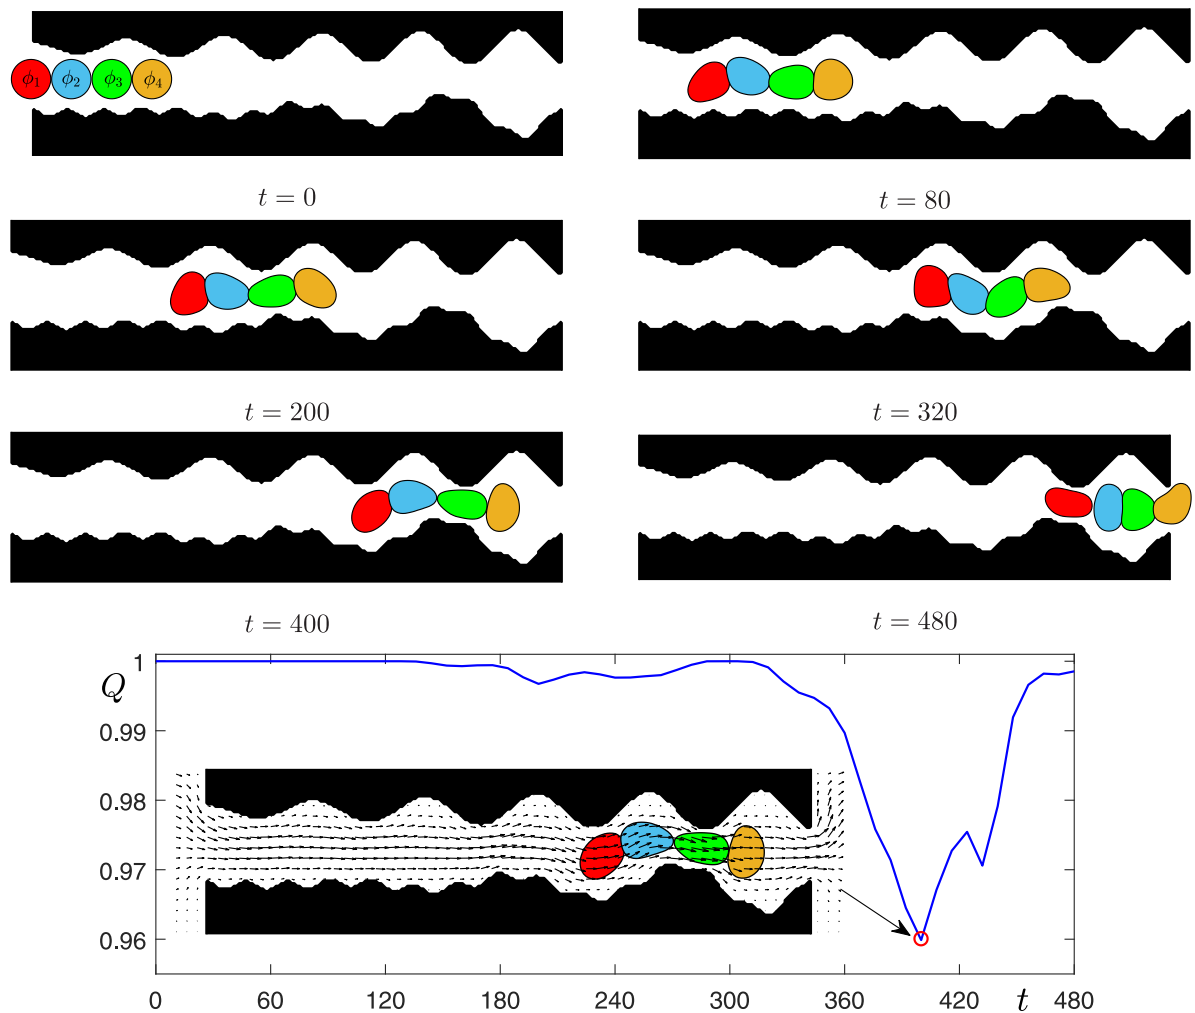 ϕ₁ ϕ₂ ϕ₃ ϕ₄
t = 0
t = 80
t = 200
t = 320
t = 400
t = 480
1
Q
0.99
0.98
0.97
0.96
0 60 120 180 240 300 360 420 t 480